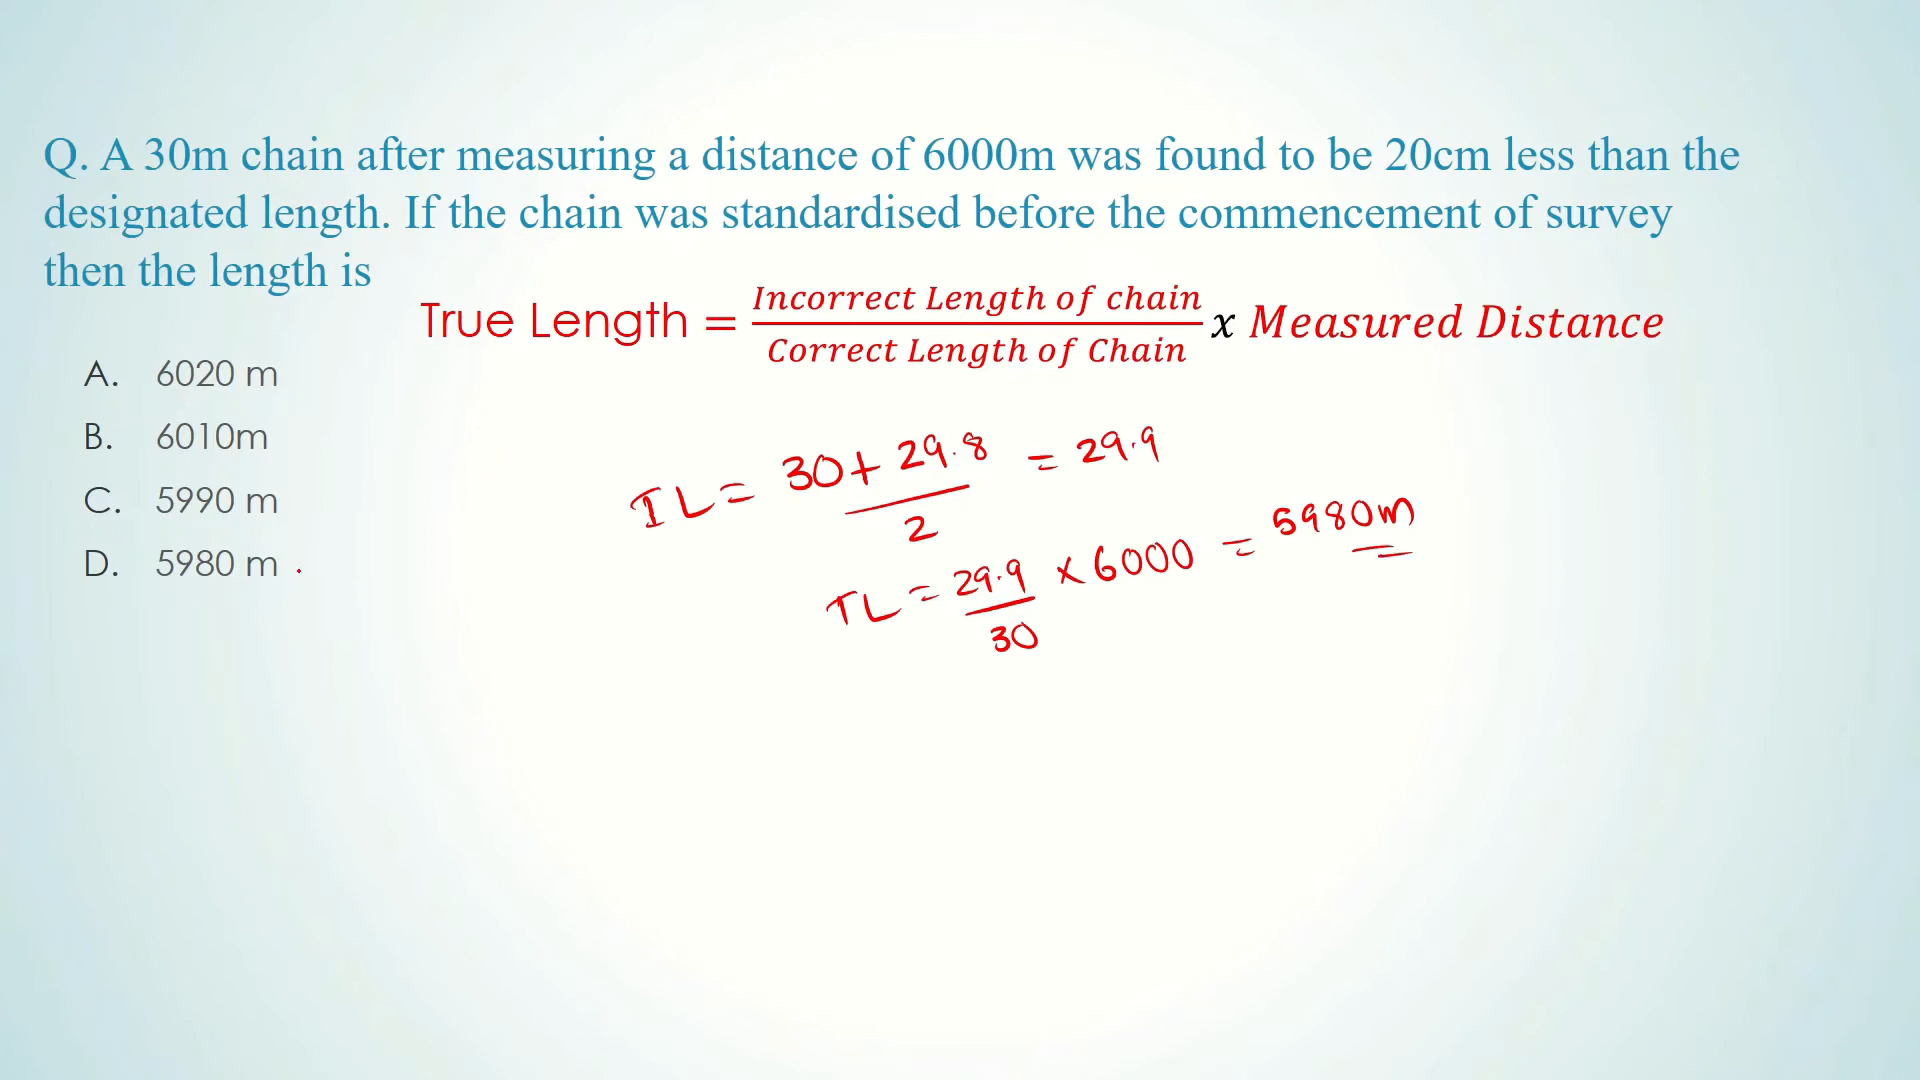 Q. A 30m chain after measuring a distance of 6000m was found to be 20cm less than the
designated length. If the chain was standardised before the commencement of survey
then the length is
True Length = Incorrect Length of chain / Correct Length of Chain x Measured Distance
A. 6020 m
B. 6010m
C. 5990 m
D. 5980 m .
IL = 30 + 29.8 / 2 = 29.9
TL = 29.9 / 30 × 6000 = 5980m